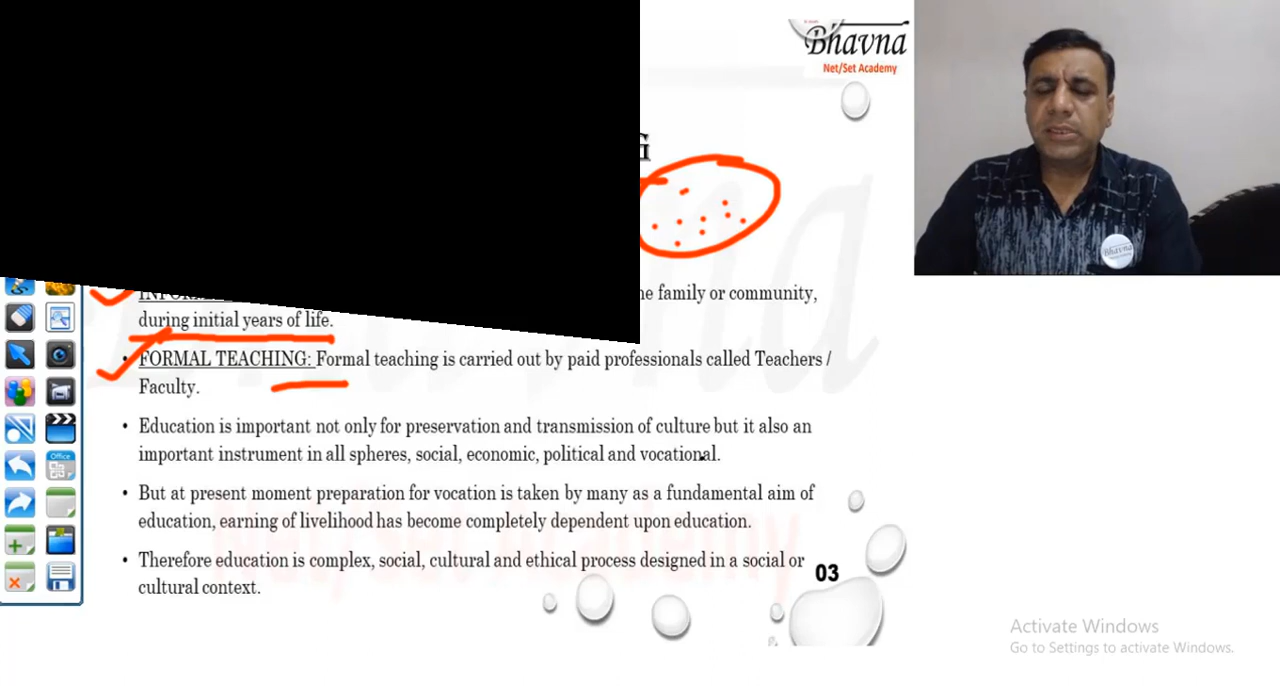 Bhavna
Net/Set Academy
family or community,
during initial years of life.
• FORMAL TEACHING: Formal teaching is carried out by paid professionals called Teachers /
Faculty.
• Education is important not only for preservation and transmission of culture but it also an
important instrument in all spheres, social, economic, political and vocational.
• But at present moment preparation for vocation is taken by many as a fundamental aim of
education, earning of livelihood has become completely dependent upon education.
• Therefore education is complex, social, cultural and ethical process designed in a social or
cultural context.
03
Bhavna
Office
Net/Set Academy
Activate Windows
Go to Settings to activate Windows.